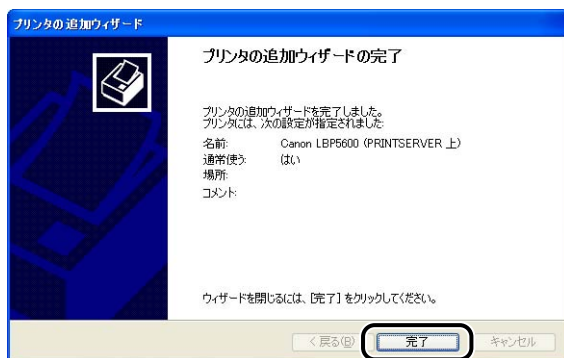 プリンタの追加ウィザード
プリンタの追加ウィザードの完了
プリンタの追加ウィザードを完了しました。
プリンタには、次の設定が指定されました:
名前: Canon LBP5600 (PRINTSERVER 上)
通常使う: はい
場所:
コメント:
ウィザードを閉じるには、[完了] をクリックしてください。
< 戻る(B) 完了 キャンセル